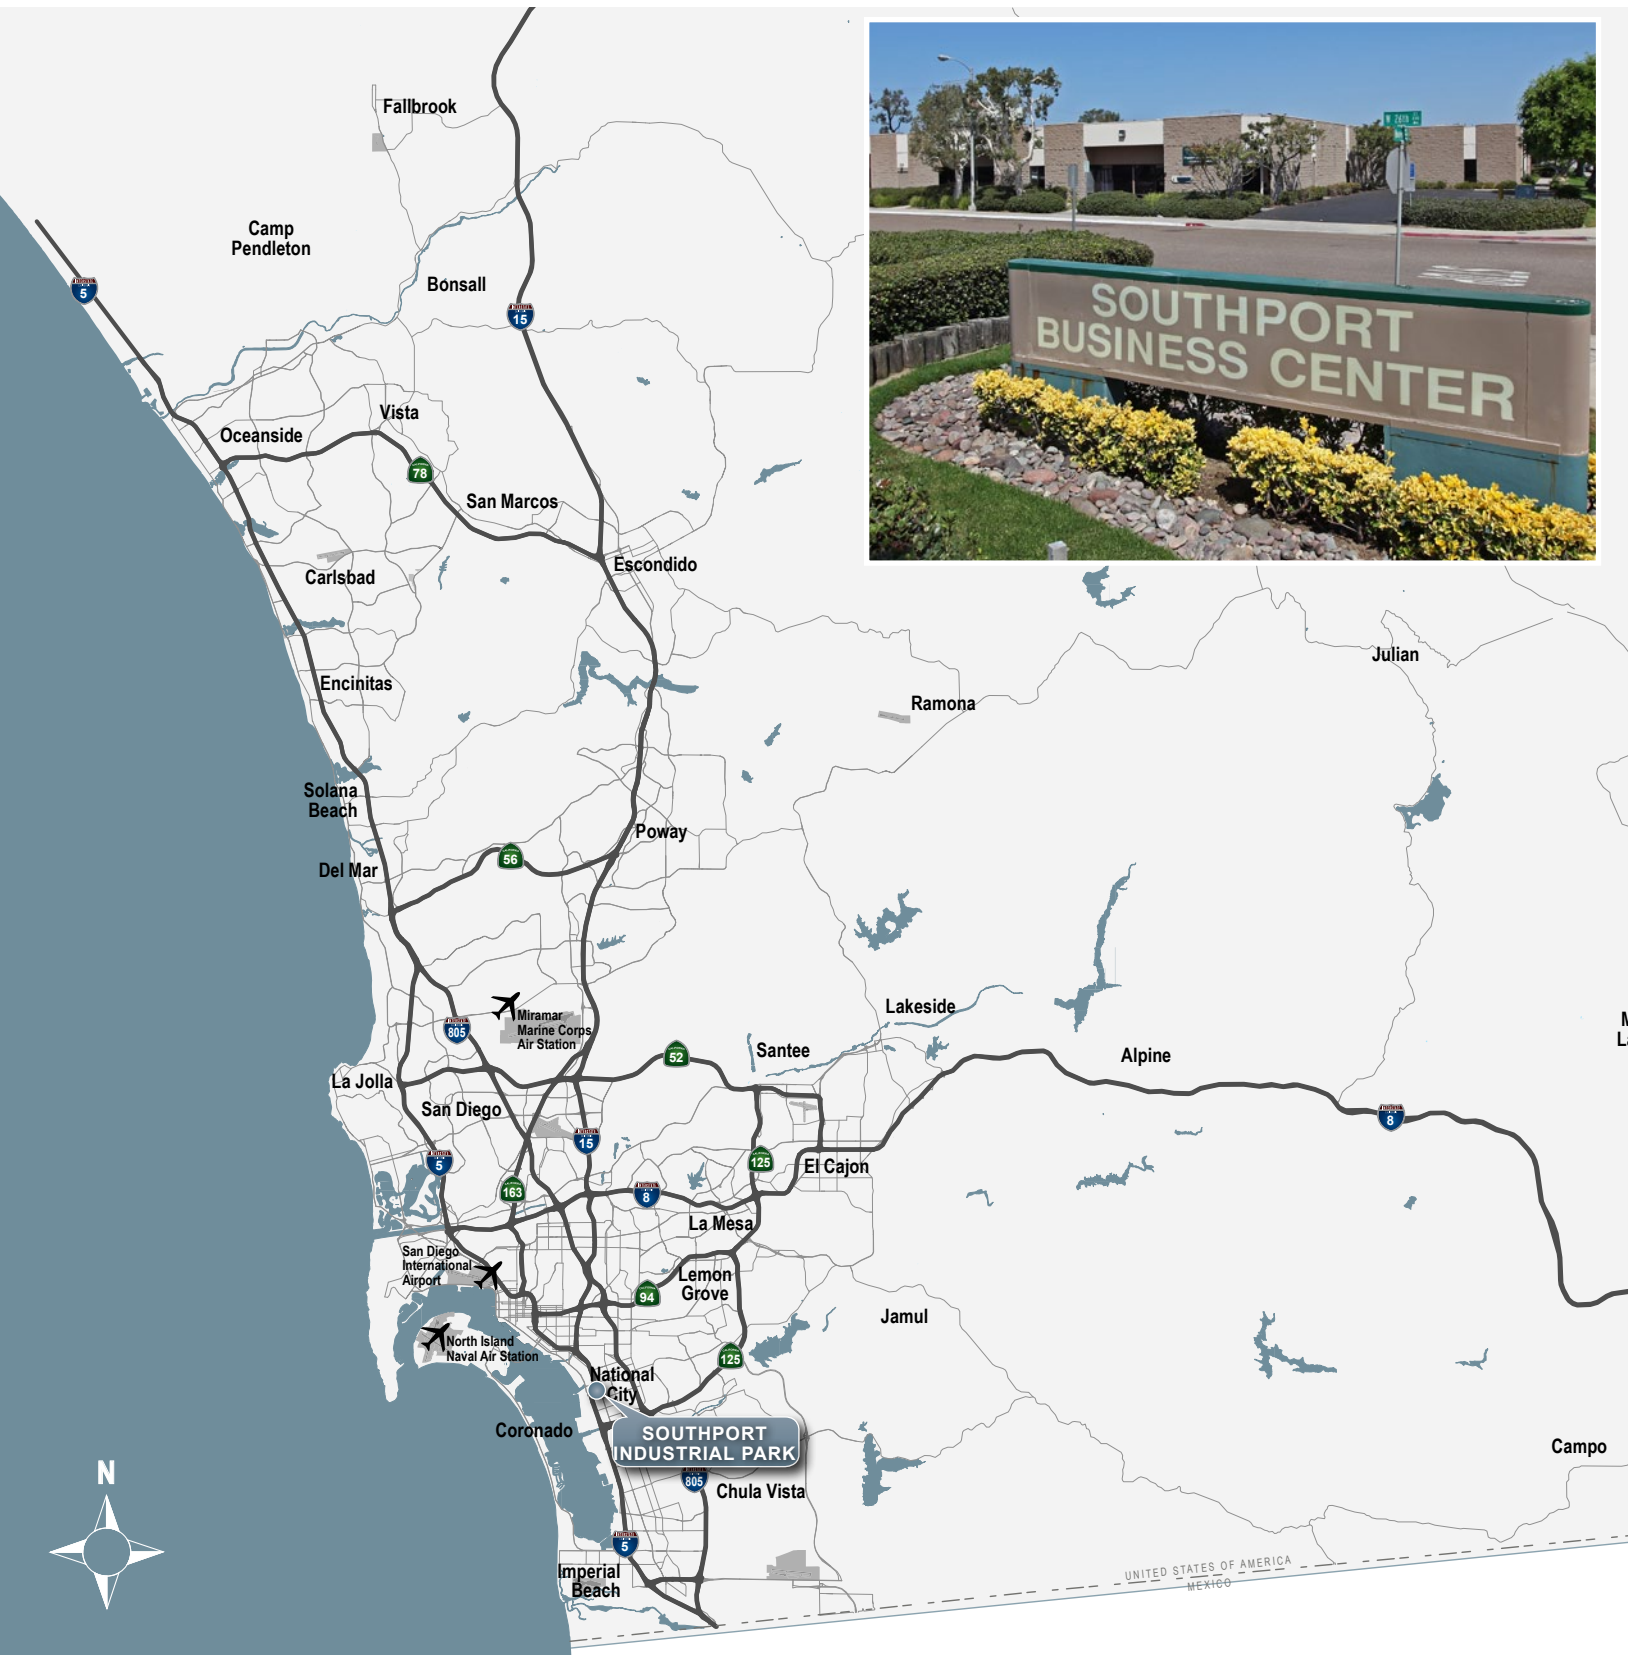 Fallbrook
Camp
Pendleton
Bonsall
5
15
Vista
Oceanside
78
San Marcos
Escondido
Carlsbad
Encinitas
Solana
Beach
Del Mar
56
Poway
Ramona
Julian
W 26th
SOUTHPORT
BUSINESS CENTER
Lakeside
Miramar
Marine Corps
Air Station
805
52
Santee
Alpine
La Jolla
San Diego
15
5
163
8
125
El Cajon
8
La Mesa
San Diego
International
Airport
Lemon
Grove
94
Jamul
North Island
Naval Air Station
125
National
City
Coronado
SOUTHPORT
INDUSTRIAL PARK
805
Chula Vista
Campo
5
Imperial
Beach
UNITED STATES OF AMERICA
MEXICO
N